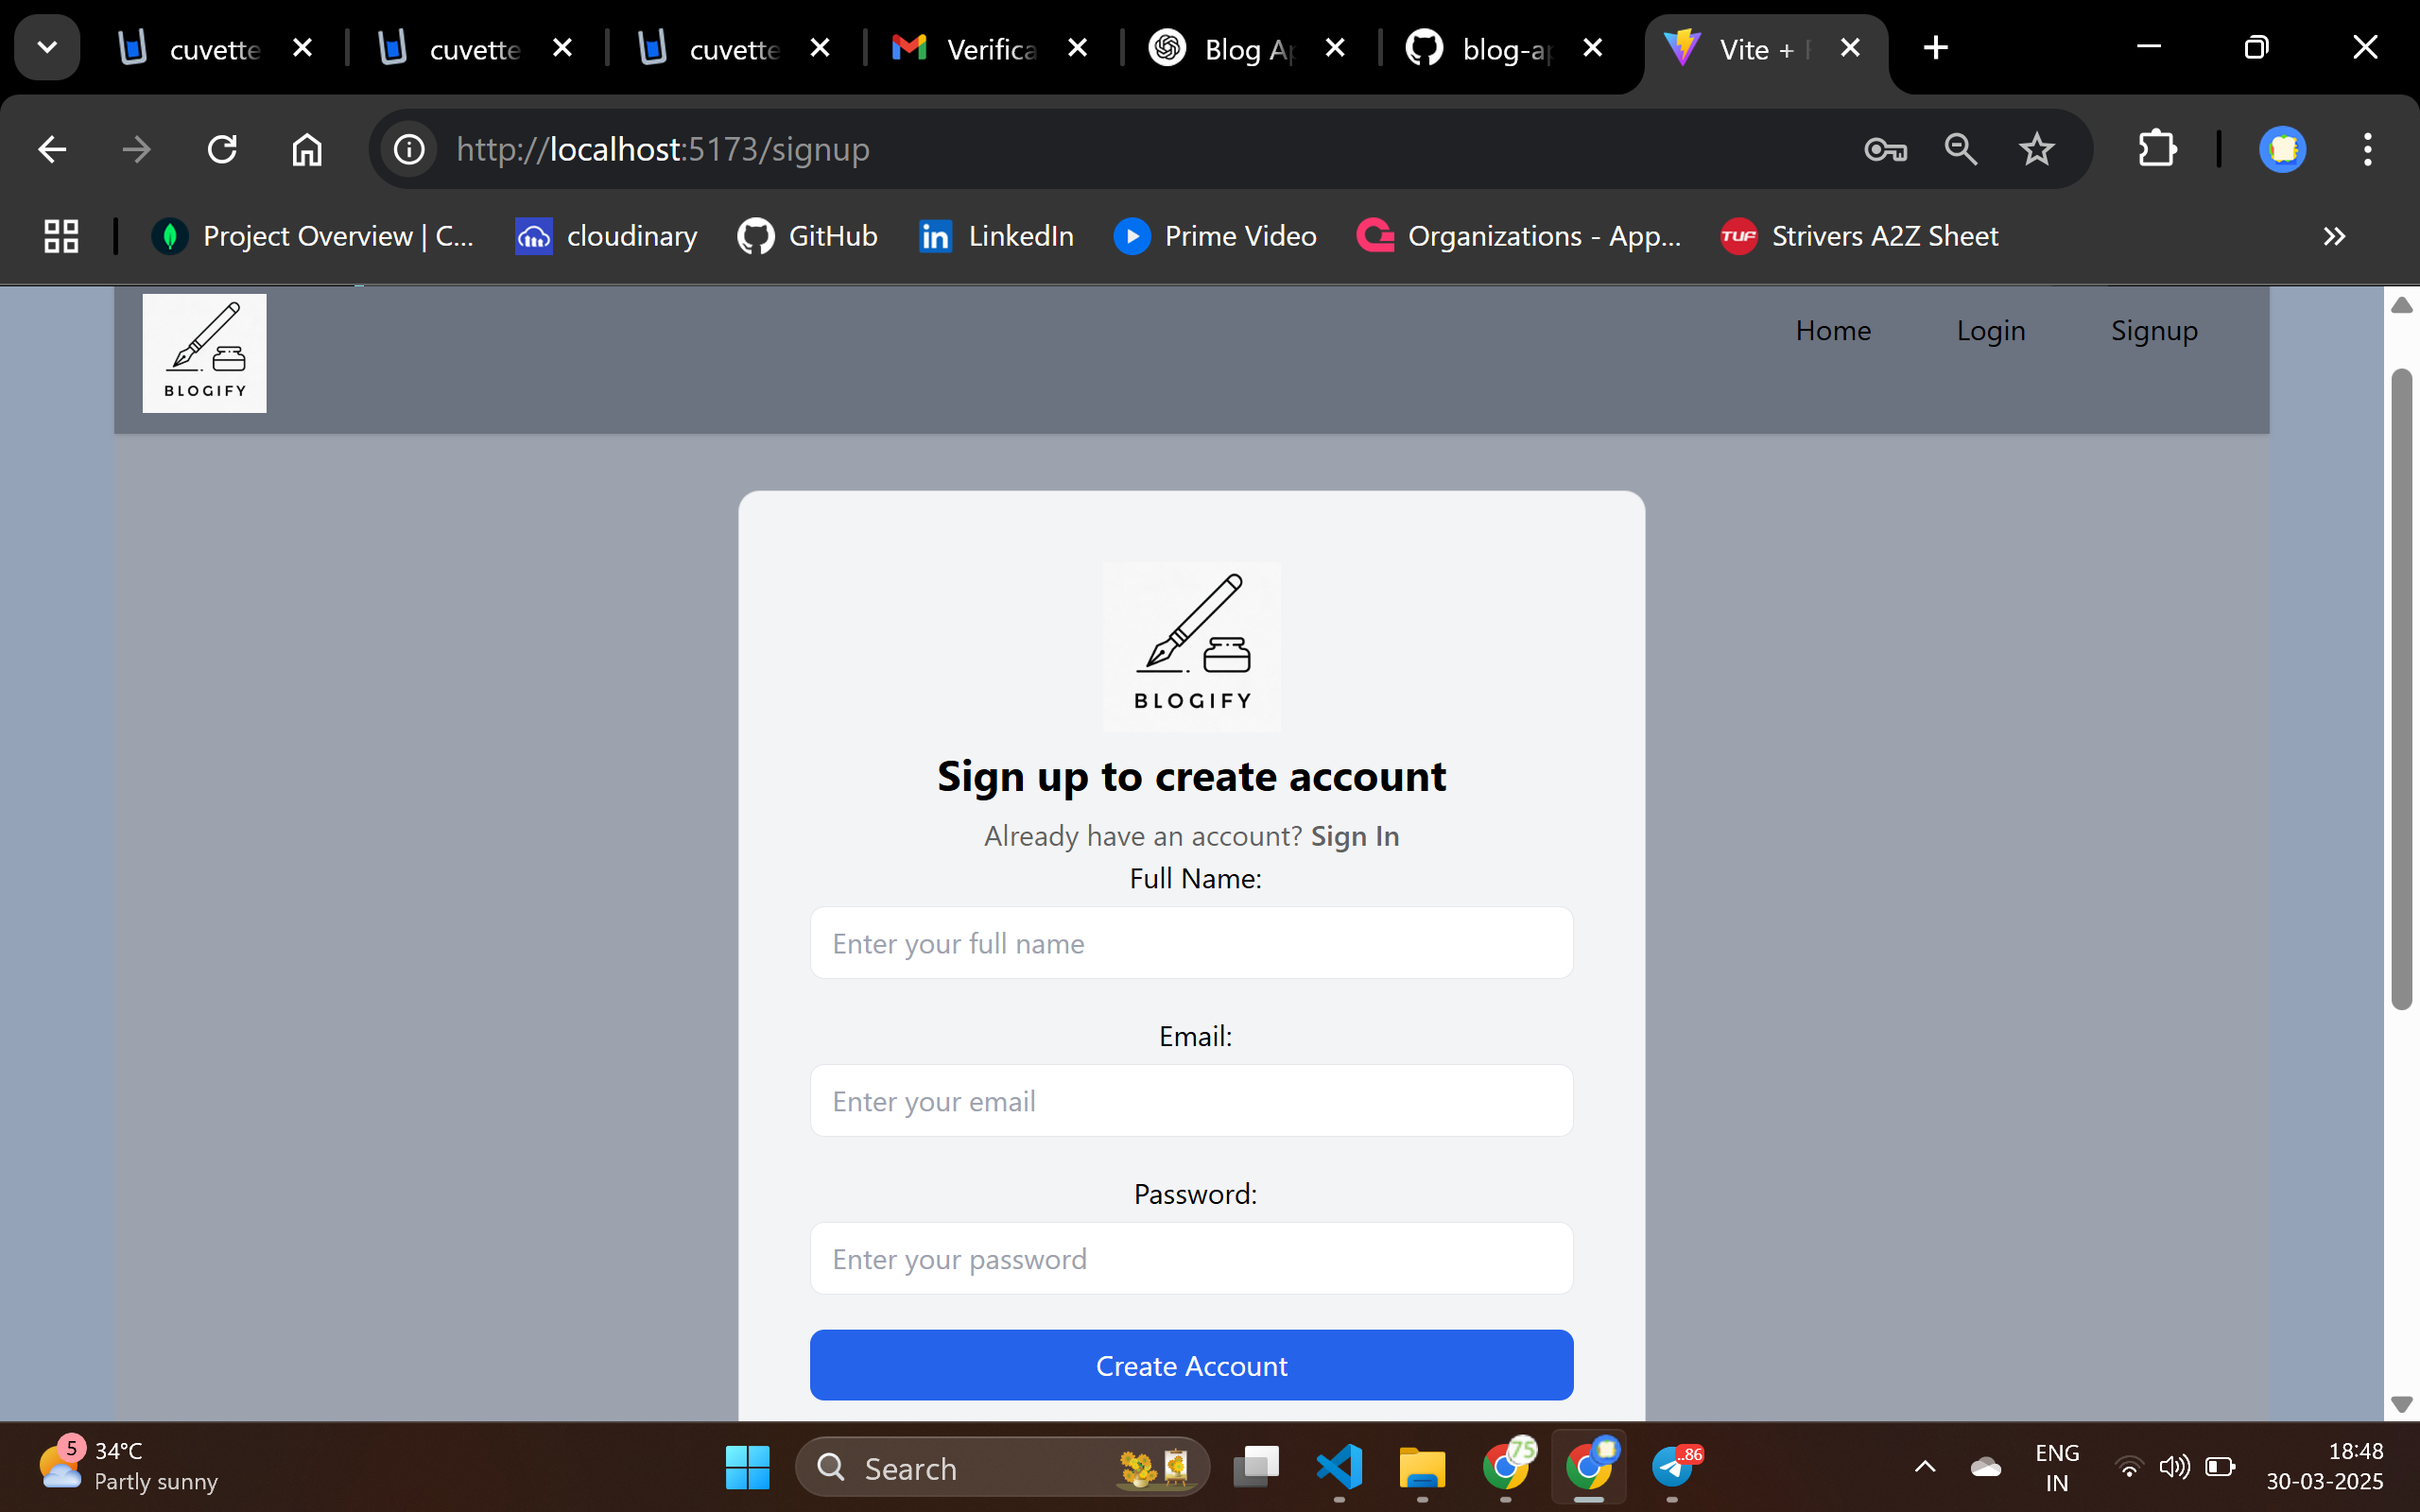 cuvette
cuvette
cuvette
Verifica
Blog Ap
blog-ap
Vite +
http://localhost:5173/signup
Project Overview | C...
cloudinary
GitHub
LinkedIn
Prime Video
Organizations - App...
TUF
Strivers A2Z Sheet
BLOGIFY
Home
Login
Signup
BLOGIFY
Sign up to create account
Already have an account? Sign In
Full Name:
Enter your full name
Email:
Enter your email
Password:
Enter your password
Create Account
5
34°C
Partly sunny
Search
75
..86
ENG
IN
18:48
30-03-2025